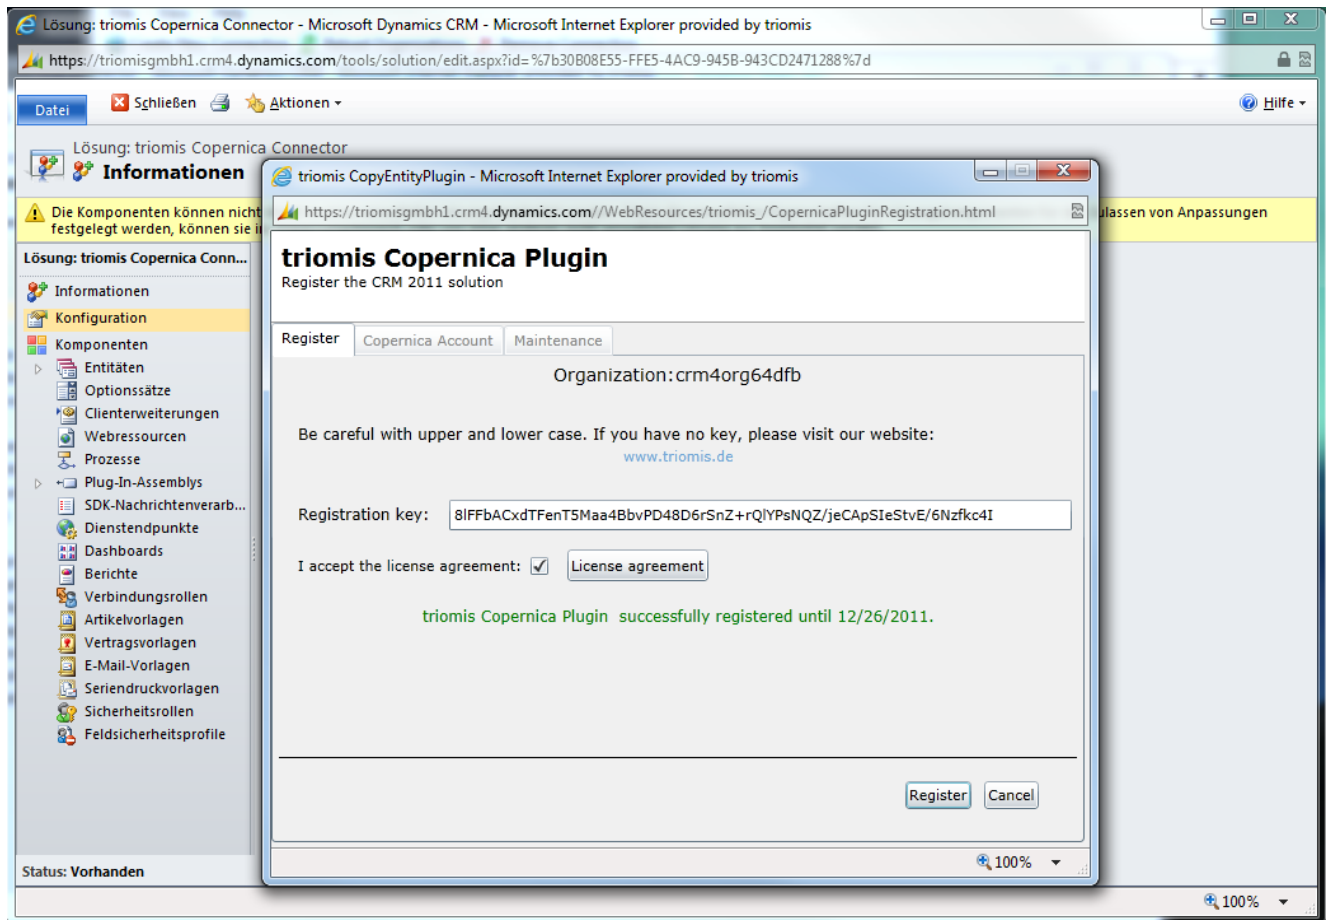 Lösung: triomis Copernica Connector - Microsoft Dynamics CRM - Microsoft Internet Explorer provided by triomis
https://triomisgmbh1.crm4.dynamics.com/tools/solution/edit.aspx?id=%7b30B08E55-FFE5-4AC9-945B-943CD2471288%7d
Datei
Schließen
Aktionen
Hilfe
Lösung: triomis Copernica Connector
Informationen
Die Komponenten können nicht
ulassen von Anpassungen
festgelegt werden, können sie i
Lösung: triomis Copernica Conn...
Informationen
Konfiguration
Komponenten
Entitäten
Optionssätze
Clienterweiterungen
Webressourcen
Prozesse
Plug-In-Assemblys
SDK-Nachrichtenverarb...
Dienstendpunkte
Dashboards
Berichte
Verbindungsrollen
Artikelvorlagen
Vertragsvorlagen
E-Mail-Vorlagen
Seriendruckvorlagen
Sicherheitsrollen
Feldsicherheitsprofile
Status: Vorhanden
triomis CopyEntityPlugin - Microsoft Internet Explorer provided by triomis
https://triomisgmbh1.crm4.dynamics.com//WebResources/triomis_/CopernicaPluginRegistration.html
triomis Copernica Plugin
Register the CRM 2011 solution
Register
Copernica Account
Maintenance
Organization:crm4org64dfb
Be careful with upper and lower case. If you have no key, please visit our website:
www.triomis.de
Registration key:
8lFFbACxdTFenT5Maa4BbvPD48D6rSnZ+rQlYPsNQZ/jeCApSIeStvE/6Nzfkc4I
I accept the license agreement:
License agreement
triomis Copernica Plugin successfully registered until 12/26/2011.
Register
Cancel
100%
100%